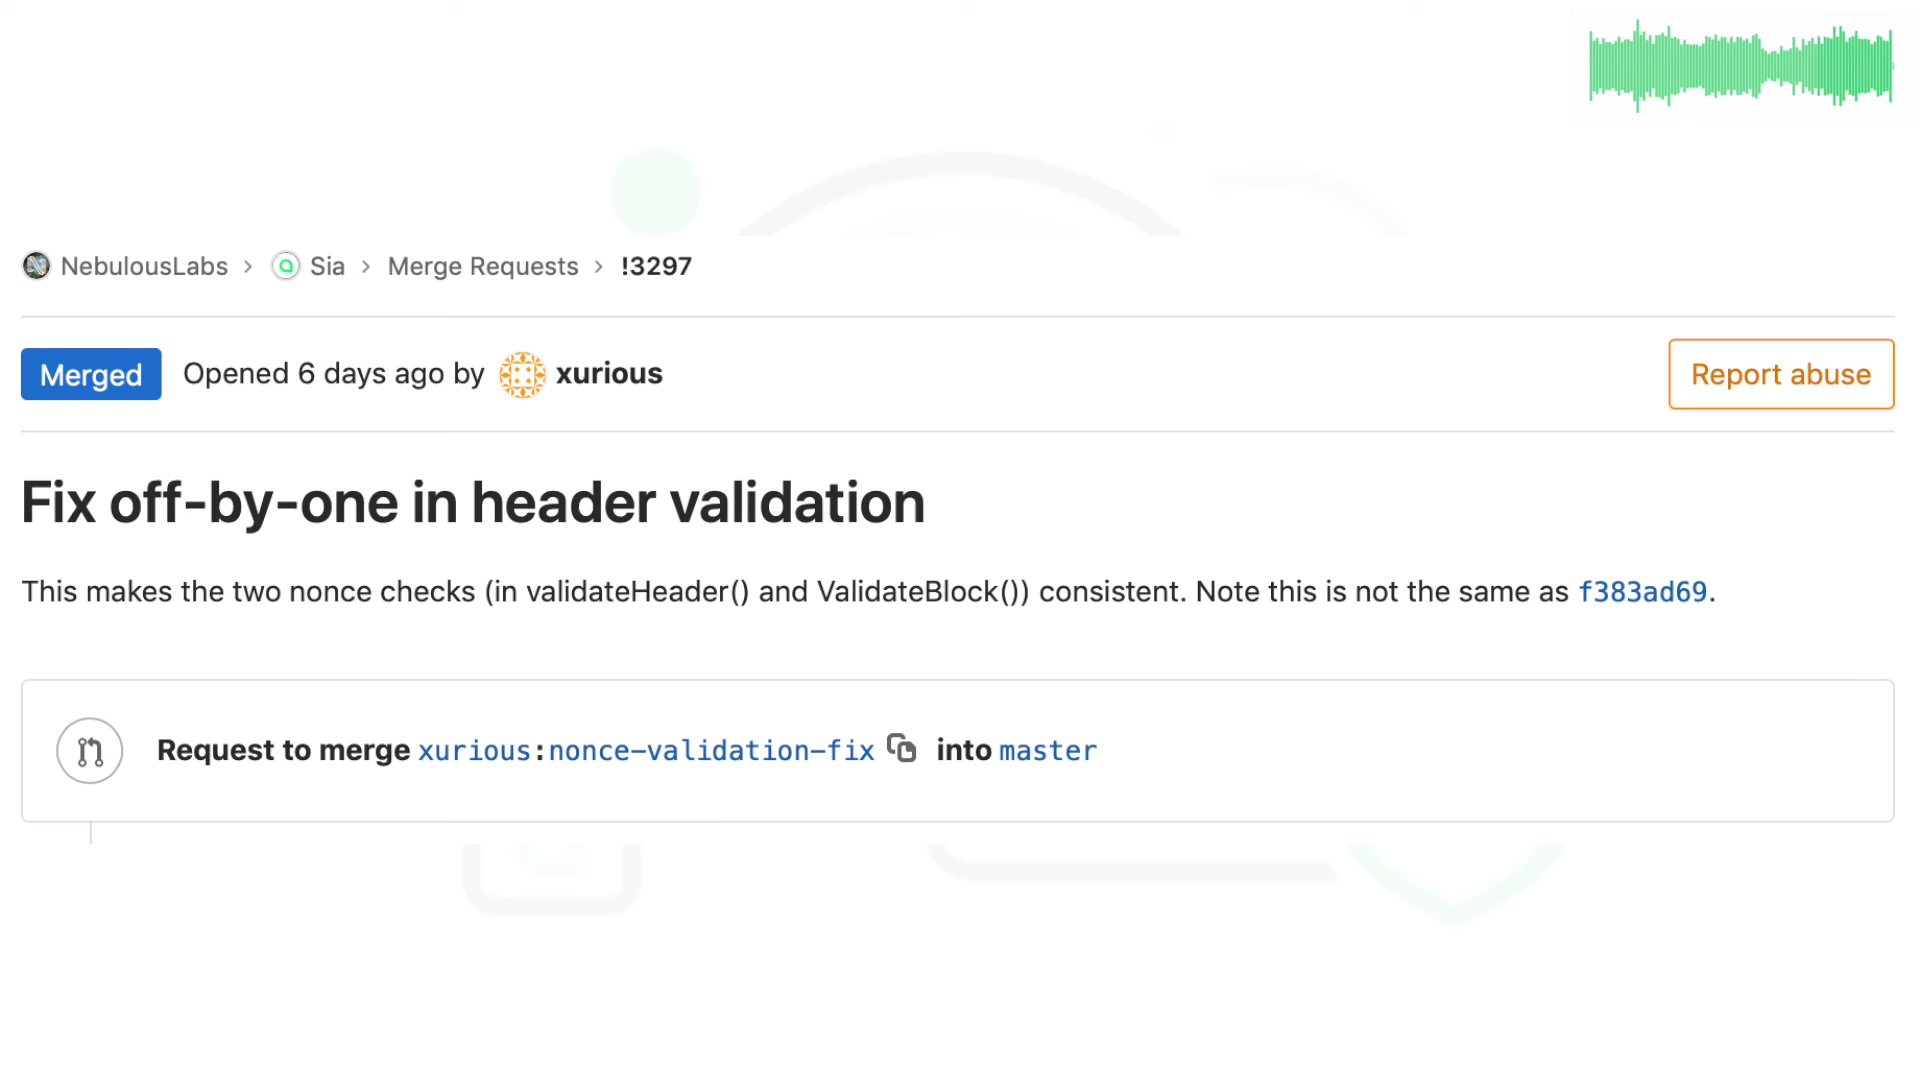 NebulousLabs > Sia > Merge Requests > !3297
Merged Opened 6 days ago by xurious Report abuse
Fix off-by-one in header validation
This makes the two nonce checks (in validateHeader() and ValidateBlock()) consistent. Note this is not the same as f383ad69.
Request to merge xurious:nonce-validation-fix into master